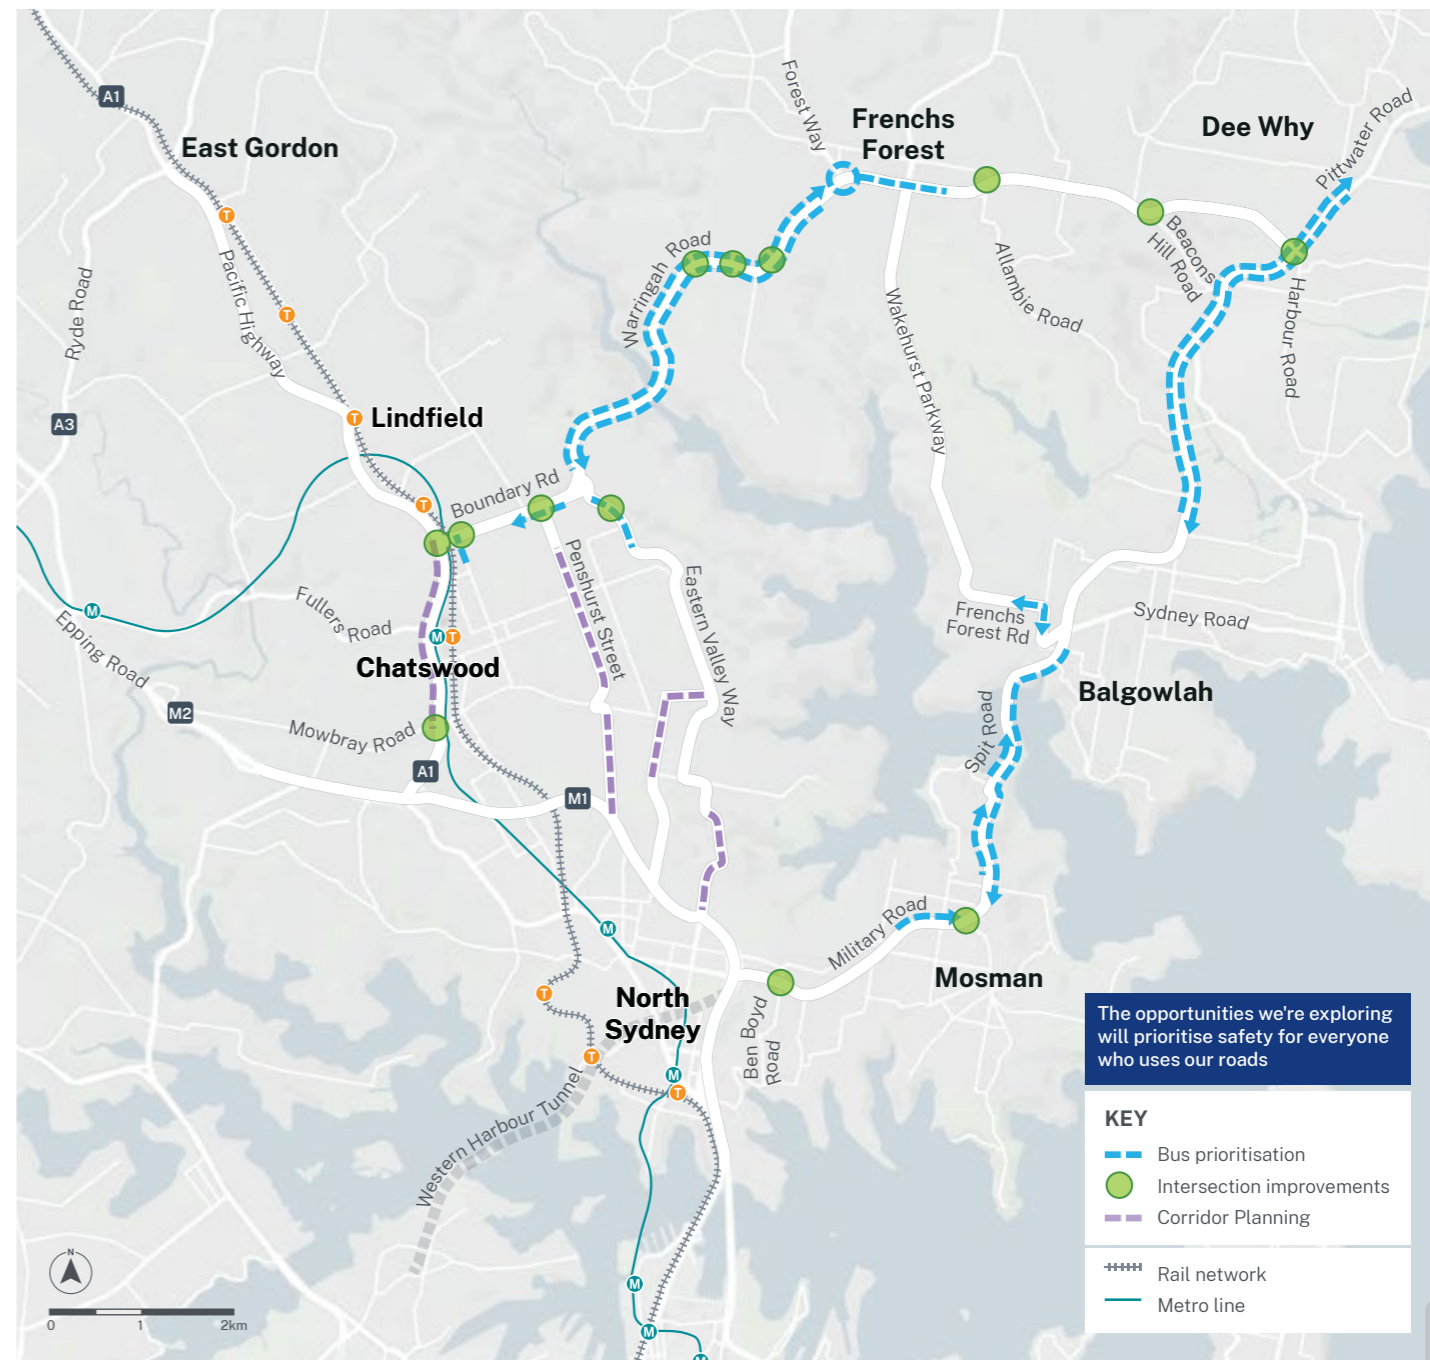 A1
East Gordon
Forest Way
Frenchs
Forest
Dee Why
Pittwater Road
T
Ryde Road
Pacific Highway
T
Warringah Road
Beacons
Hill Road
Allambie Road
Harbour Road
Wakehurst Parkway
A3
T
Lindfield
T
Boundary Rd
Penshurst Street
Eastern Valley Way
M
Epping Road
Fullers
Road
M
T
Chatswood
Frenchs
Forest Rd
Sydney Road
Balgowlah
M2
Mowbray Road
Spit Road
A1
M1
M
Military Road
Mosman
T
North
Sydney
Ben Boyd
Road
T
M
T
Western Harbour Tunnel
M
M
M
The opportunities we're exploring
will prioritise safety for everyone
who uses our roads
KEY
Bus prioritisation
Intersection improvements
Corridor Planning
Rail network
Metro line
N
0 1 2km